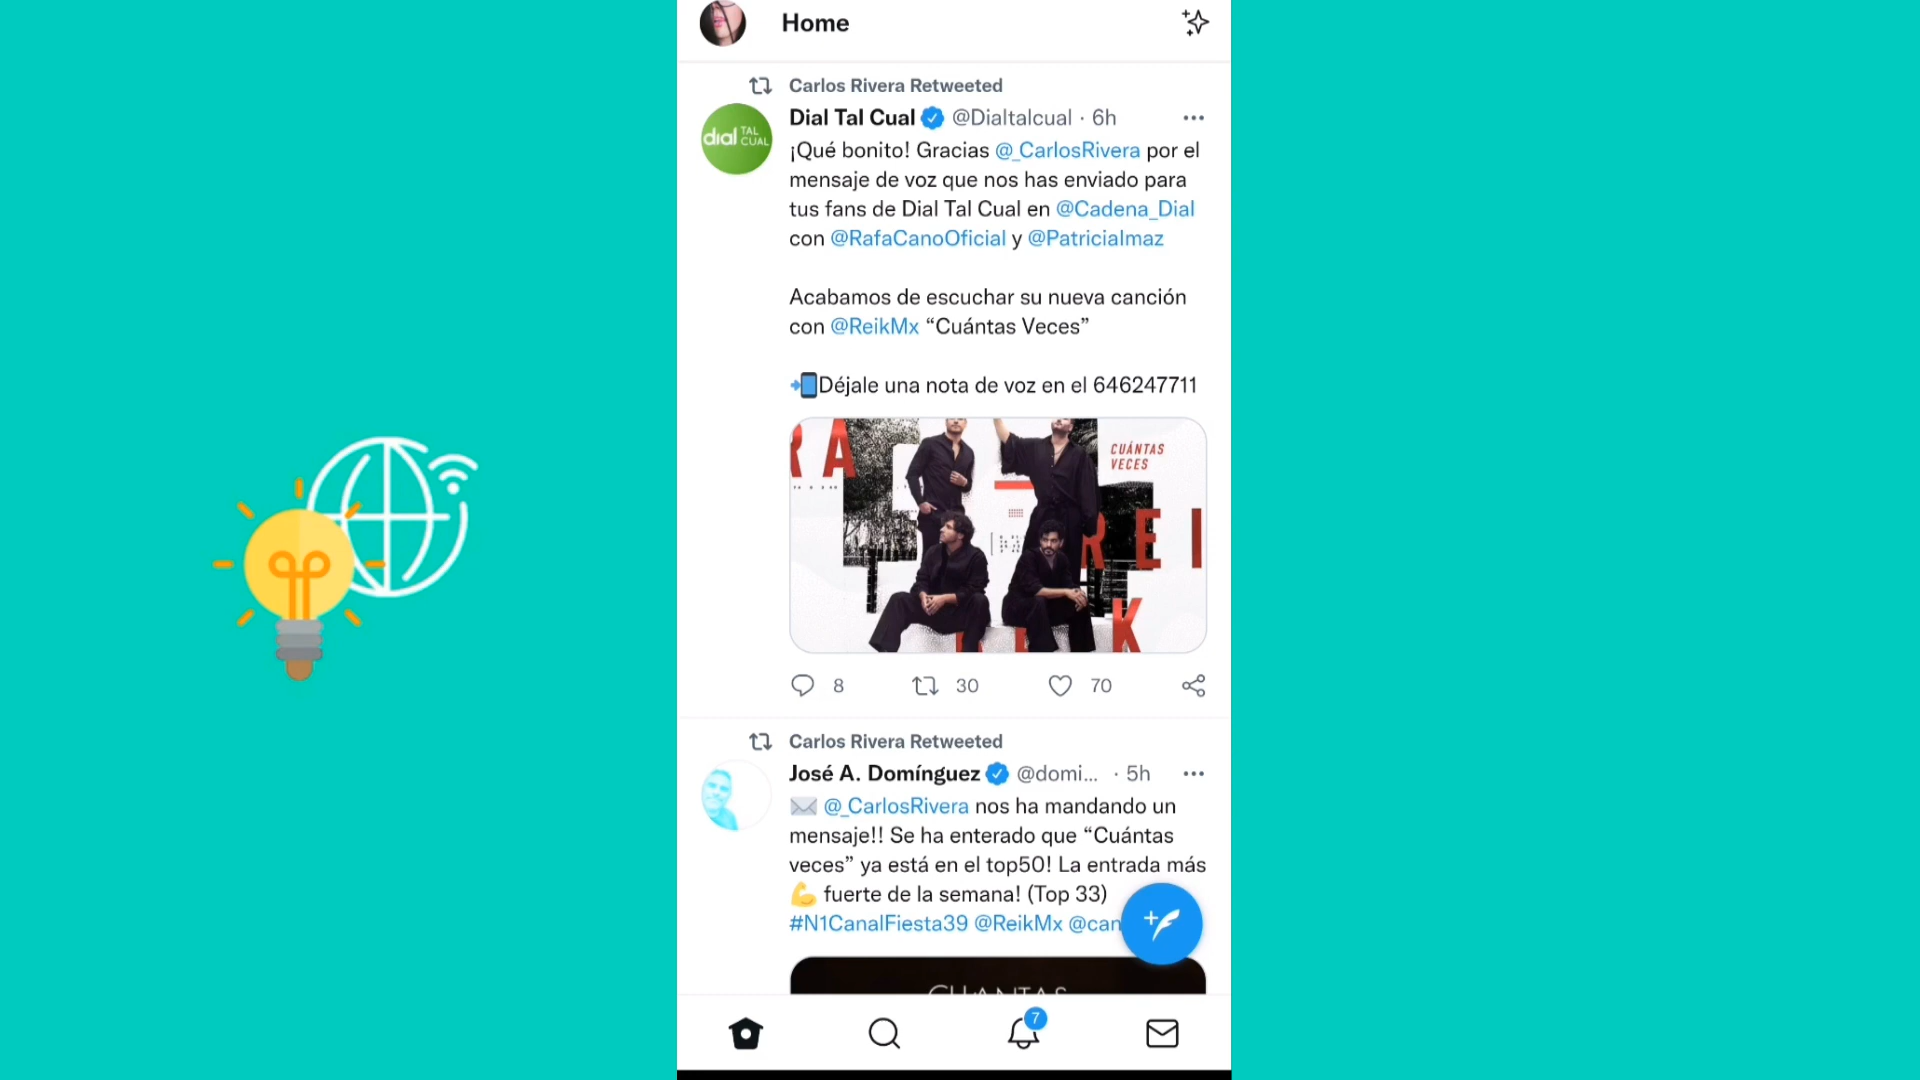 Home
Carlos Rivera Retweeted
Dial Tal Cual @Dialtalcual · 6h
dial TAL CUAL
¡Qué bonito! Gracias @_CarlosRivera por el
mensaje de voz que nos has enviado para
tus fans de Dial Tal Cual en @Cadena_Dial
con @RafaCanoOficial y @PatriciaImaz
Acabamos de escuchar su nueva canción
con @ReikMx “Cuántas Veces”
📲Déjale una nota de voz en el 646247711
RA
CUÁNTAS
VECES
REI
K
8 30 70
Carlos Rivera Retweeted
José A. Domínguez @domi... · 5h
✉️ @_CarlosRivera nos ha mandando un
mensaje!! Se ha enterado que “Cuántas
veces” ya está en el top50! La entrada más
💪 fuerte de la semana! (Top 33)
#N1CanalFiesta39 @ReikMx @can
CUANTAS
7